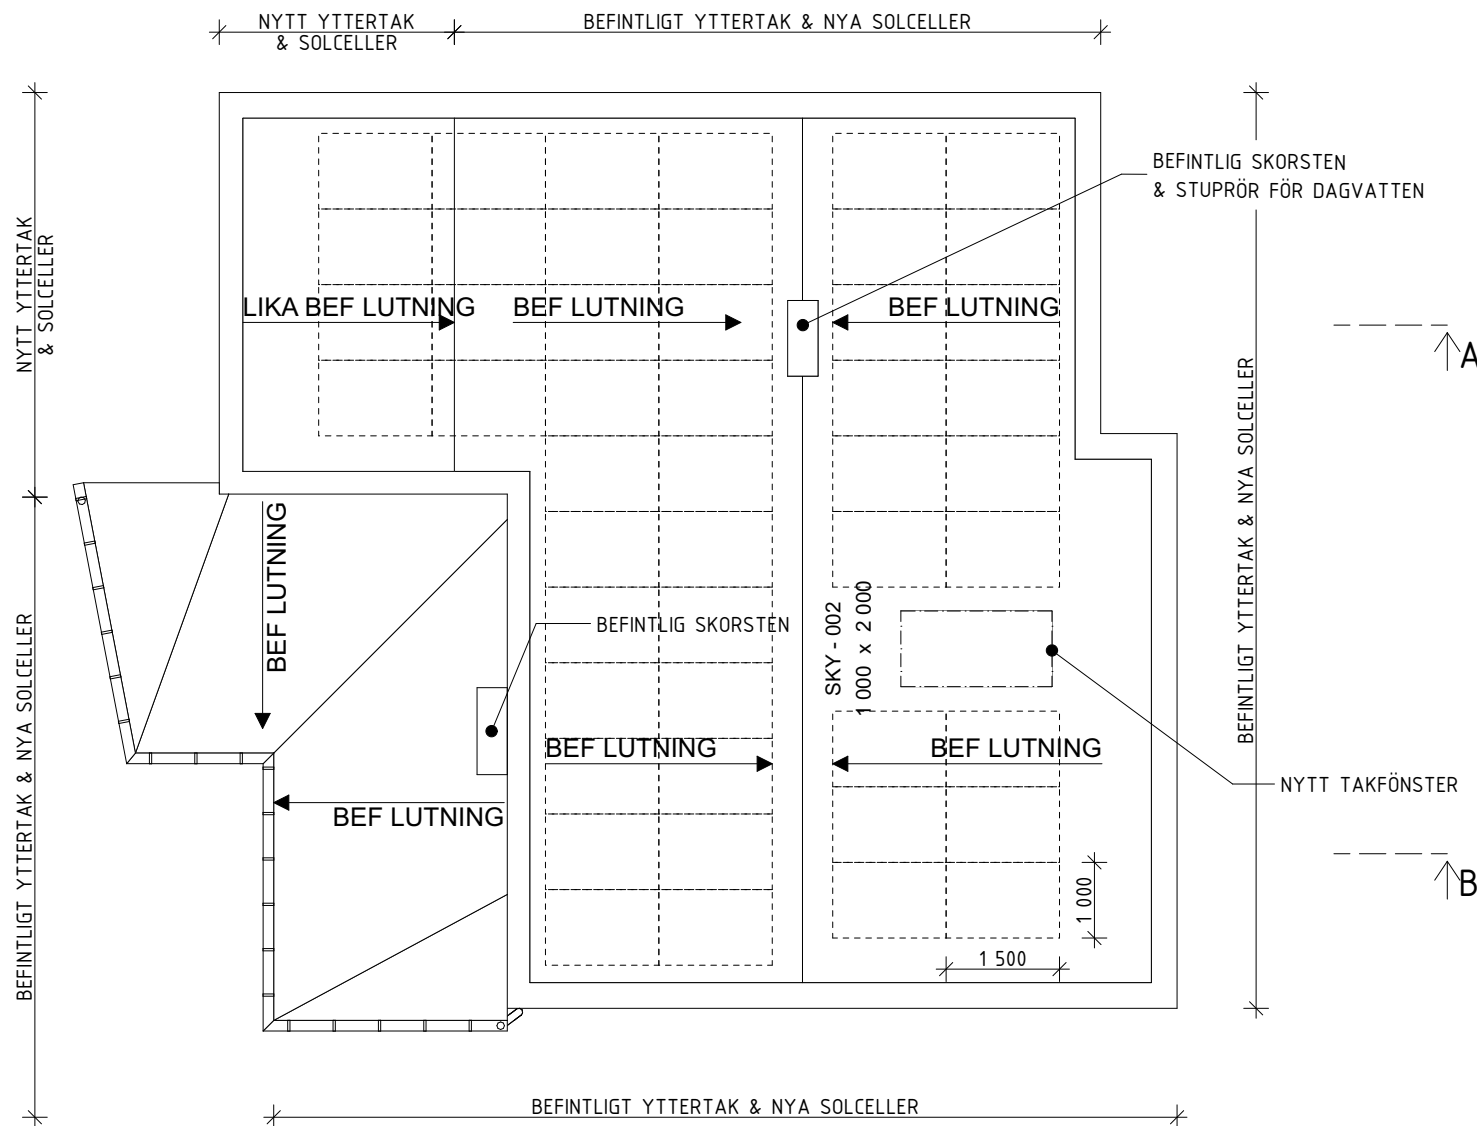 NYTT YTTERTAK
& SOLCELLER
BEFINTLIGT YTTERTAK & NYA SOLCELLER
BEFINTLIG SKORSTEN
& STUPRÖR FÖR DAGVATTEN
NYTT YTTERTAK
& SOLCELLER
LIKA BEF LUTNING
BEF LUTNING
BEF LUTNING
A
BEFINTLIGT YTTERTAK & NYA SOLCELLER
BEF LUTNING
BEFINTLIG SKORSTEN
SKY - 002
1 000 x 2 000
BEFINTLIGT YTTERTAK & NYA SOLCELLER
BEF LUTNING
BEF LUTNING
NYTT TAKFÖNSTER
BEF LUTNING
B
1 000
1 500
BEFINTLIGT YTTERTAK & NYA SOLCELLER